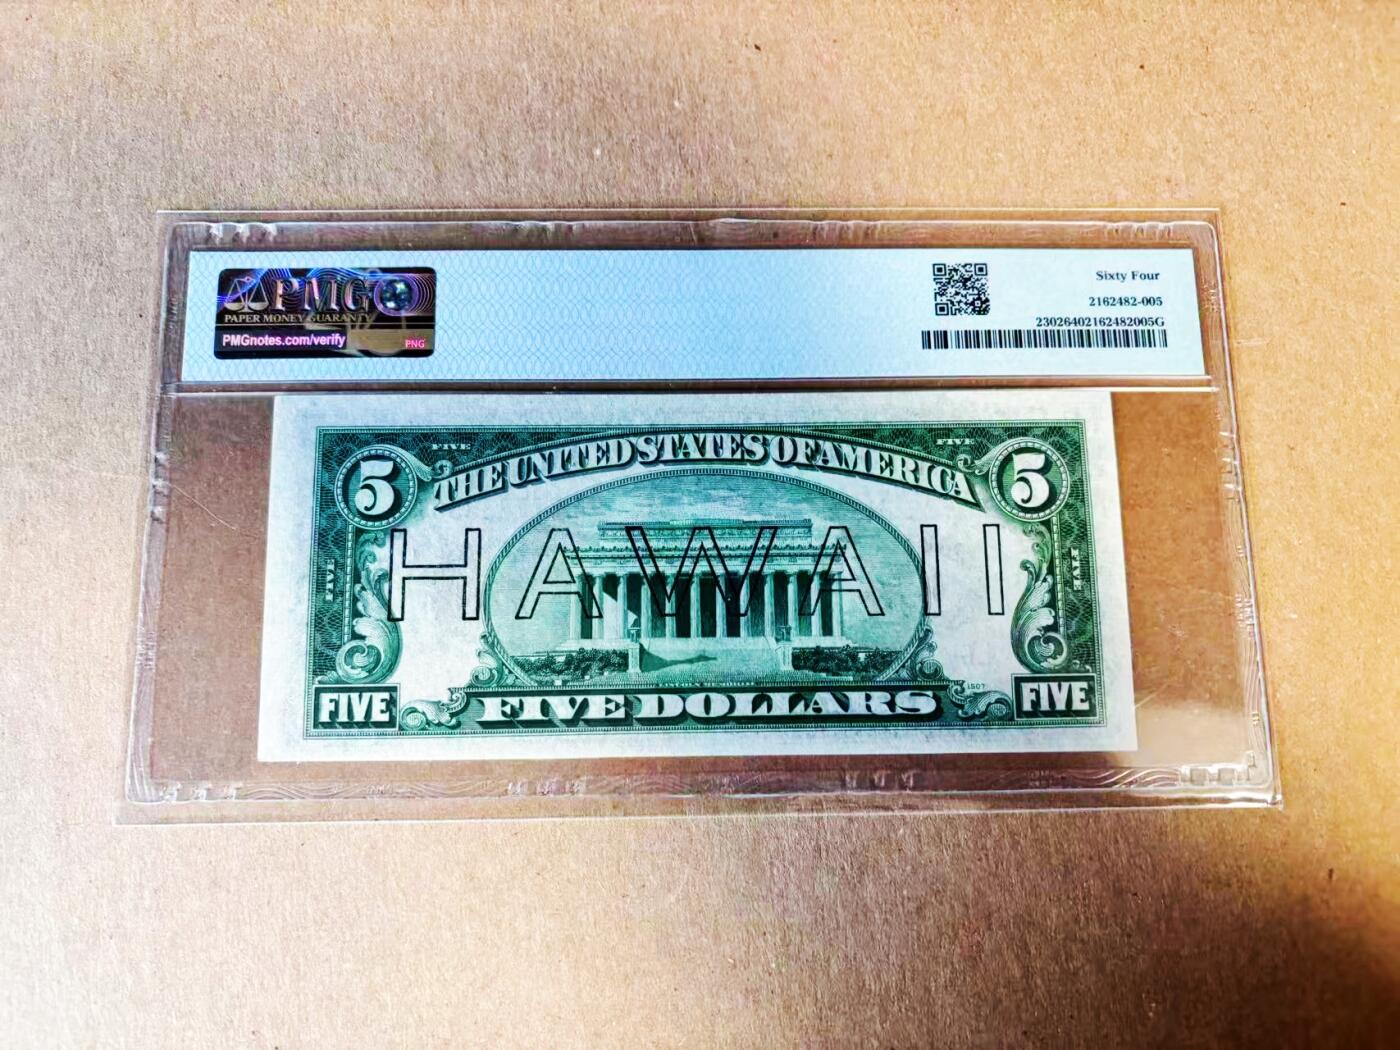 PMG
PAPER MONEY GUARANTY
PMGnotes.com/verify
PNG
Sixty Four
2162482-005
23026402162482005G
FIVE
FIVE
THE UNITED STATES OF AMERICA
5
5
HAWAII
FIVE
FIVE
1507
FIVE
FIVE DOLLARS
FIVE